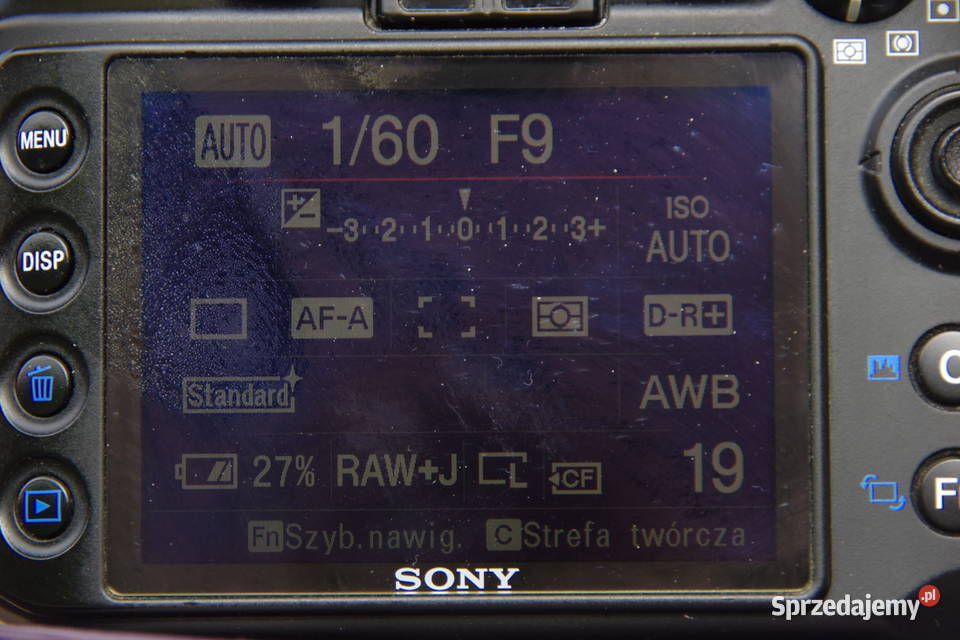 MENU
DISP
AUTO 1/60 F9
-3 2 1 0 1 2 3+
ISO
AUTO
AF-A
D-R+
Standard
AWB
27% RAW+J L CF 19
Fn Szyb.nawig. C Strefa twórcza
SONY
C
Sprzedajemy.pl